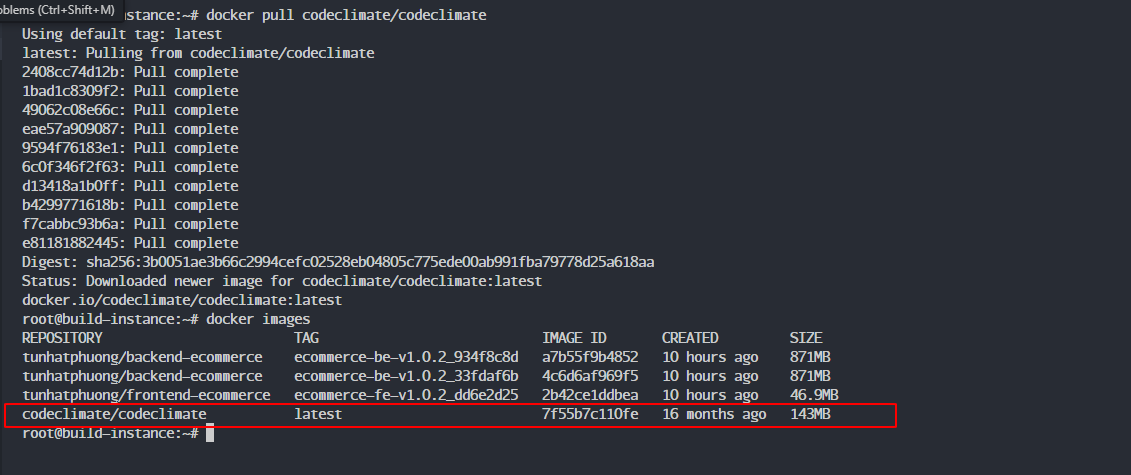 oblems (Ctrl+Shift+M) nstance:~# docker pull codeclimate/codeclimate
Using default tag: latest
latest: Pulling from codeclimate/codeclimate
2408cc74d12b: Pull complete
1bad1c8309f2: Pull complete
49062c08e66c: Pull complete
eae57a909087: Pull complete
9594f76183e1: Pull complete
6c0f346f2f63: Pull complete
d13418a1b0ff: Pull complete
b4299771618b: Pull complete
f7cabbc93b6a: Pull complete
e81181882445: Pull complete
Digest: sha256:3b0051ae3b66c2994cefc02528eb04805c775ede00ab991fba79778d25a618aa
Status: Downloaded newer image for codeclimate/codeclimate:latest
docker.io/codeclimate/codeclimate:latest
root@build-instance:~# docker images
REPOSITORY TAG IMAGE ID CREATED SIZE
tunhatphuong/backend-ecommerce ecommerce-be-v1.0.2_934f8c8d a7b55f9b4852 10 hours ago 871MB
tunhatphuong/backend-ecommerce ecommerce-be-v1.0.2_33fdaf6b 4c6d6af969f5 10 hours ago 871MB
tunhatphuong/frontend-ecommerce ecommerce-fe-v1.0.2_dd6e2d25 2b42ce1ddbea 10 hours ago 46.9MB
codeclimate/codeclimate latest 7f55b7c110fe 16 months ago 143MB
root@build-instance:~#